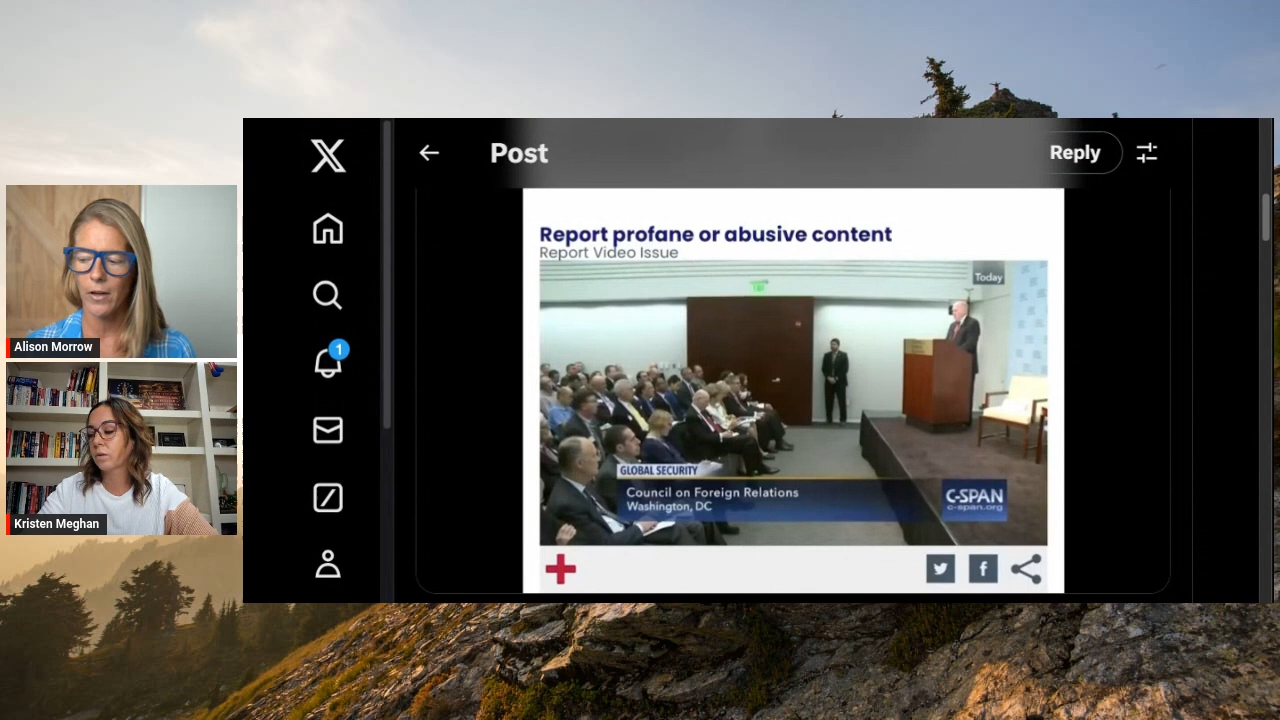 Post
Reply
Report profane or abusive content
Report Video Issue
Today
GLOBAL SECURITY
Council on Foreign Relations
Washington, DC
C-SPAN
c-span.org
1
Alison Morrow
Kristen Meghan